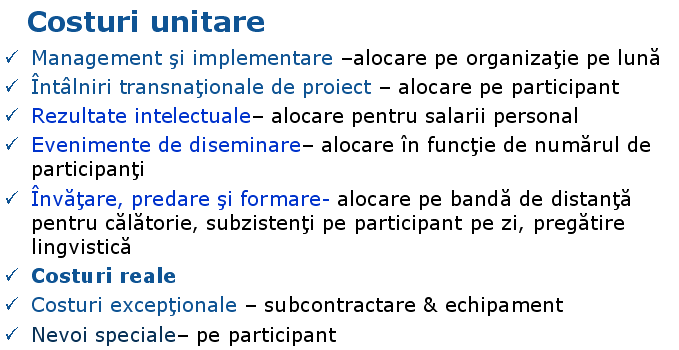 Costuri unitare
✓ Management şi implementare –alocare pe organizaţie pe lună
✓ Întâlniri transnaţionale de proiect – alocare pe participant
✓ Rezultate intelectuale– alocare pentru salarii personal
✓ Evenimente de diseminare– alocare în funcţie de numărul de
participanţi
✓ Învăţare, predare şi formare- alocare pe bandă de distanţă
pentru călătorie, subzistenţi pe participant pe zi, pregătire
lingvistică
✓ Costuri reale
✓ Costuri excepţionale – subcontractare & echipament
✓ Nevoi speciale– pe participant